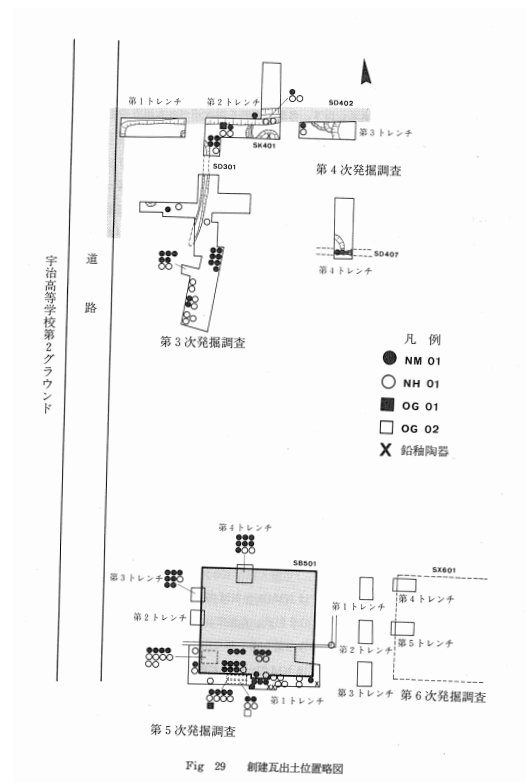 第1トレンチ
第2トレンチ
SD402
第3トレンチ
SK401
SD301
第4次発掘調査
SD407
第4トレンチ
道路
宇治高等学校第2グラウンド
第3次発掘調査
凡例
NM 01
NH 01
OG 01
OG 02
X 鉛釉陶器
第4トレンチ
SB501
SX601
第3トレンチ
第2トレンチ
第1トレンチ
第4トレンチ
第2トレンチ
第5トレンチ
第1トレンチ
第3トレンチ
第6次発掘調査
第5次発掘調査
Fig 29 創建瓦出土位置略図